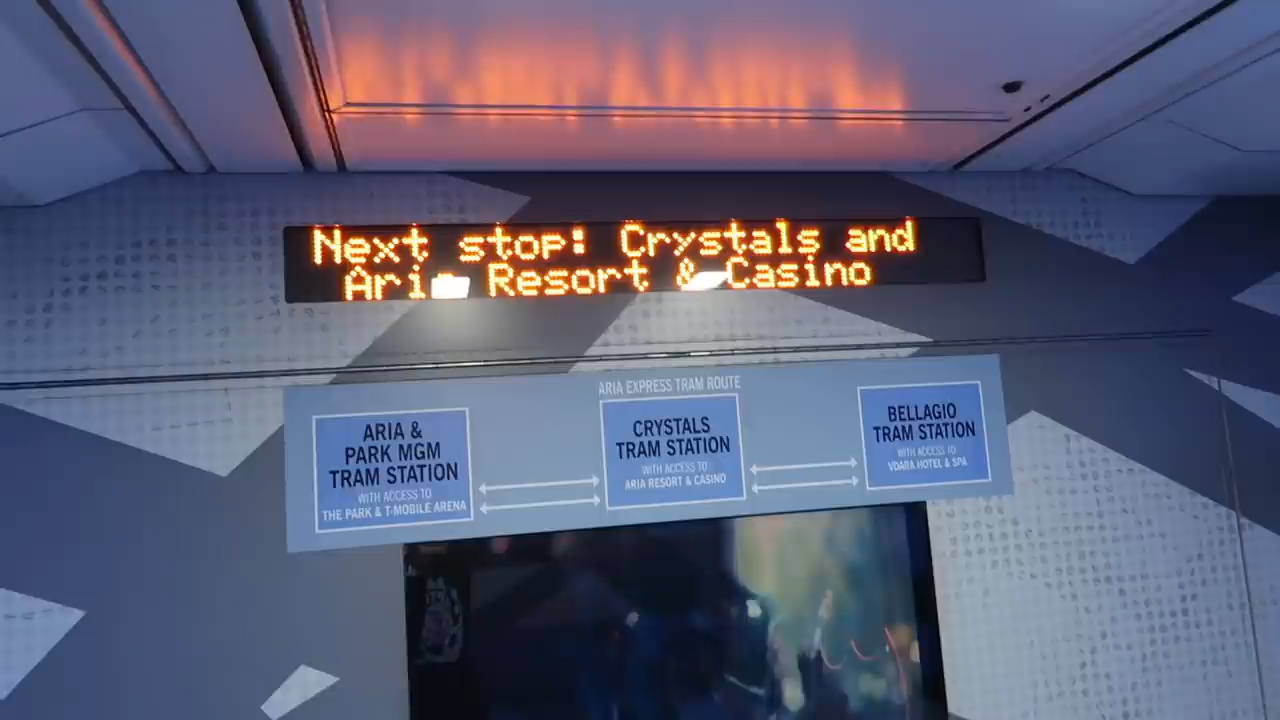 Next stop: Crystals and
Aria Resort & Casino
ARIA EXPRESS TRAM ROUTE
ARIA &
PARK MGM
TRAM STATION
WITH ACCESS TO
THE PARK & T-MOBILE ARENA
CRYSTALS
TRAM STATION
WITH ACCESS TO
ARIA RESORT & CASINO
BELLAGIO
TRAM STATION
WITH ACCESS TO
VDARA HOTEL & SPA